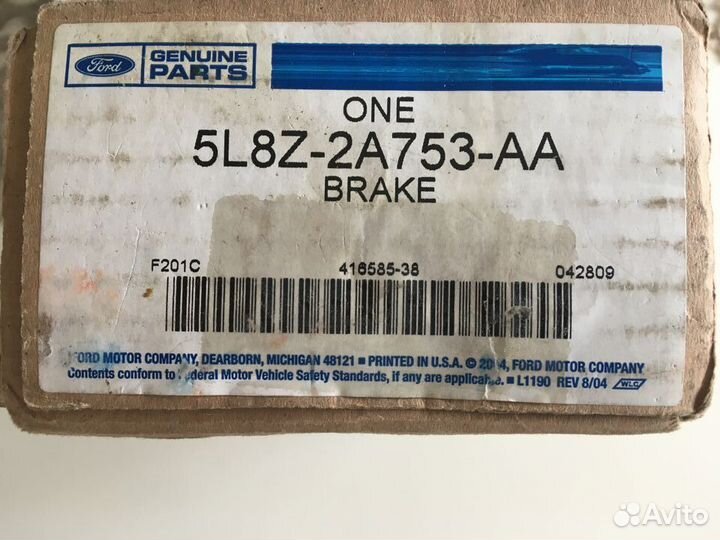 Ford
GENUINE
PARTS
ONE
5L8Z-2A753-AA
BRAKE
F201C 416585-38 042809
FORD MOTOR COMPANY, DEARBORN, MICHIGAN 48121 ■ PRINTED IN U.S.A. © 2004, FORD MOTOR COMPANY
Contents conform to Federal Motor Vehicle Safety Standards, if any are applicable. ■ L1190 REV 8/04 WLC
Avito